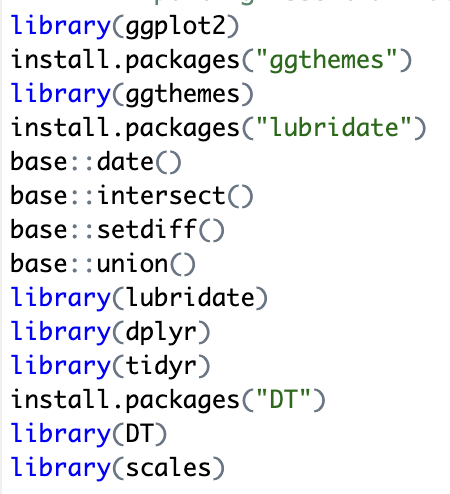 library(ggplot2)
install.packages("ggthemes")
library(ggthemes)
install.packages("lubridate")
base::date()
base::intersect()
base::setdiff()
base::union()
library(lubridate)
library(dplyr)
library(tidyr)
install.packages("DT")
library(DT)
library(scales)